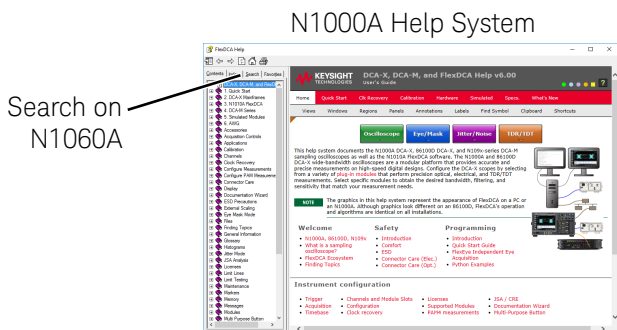 N1000A Help System
Search on
N1060A
FlexDCA Help
Contents
Search
Favorites
DCA-X, DCA-M, and FlexD
1. Quick Start
2. DCA-X Mainframes
3. N1010A FlexDCA
4. DCA-M Series
5. Simulated Modules
6. AWG
Accessories
Acquisition Controls
Applications
Calibration
Channels
Clock Recovery
Configure Measurements
Configure PAM Measureme
Connector Care
Display
Documentation Wizard
ESD Precautions
External Scaling
Eye Mask Mode
Files
Finding Topics
General Information
Glossary
Histograms
Jitter Mode
JSA Analysis
Licenses
Limit Lines
Limit Testing
Maintenance
Markers
Memory
Messages
Modules
Multi Purpose Button
KEYSIGHT
TECHNOLOGIES
DCA-X, DCA-M, and FlexDCA Help v6.00
User's Guide
?
Home Quick Start Clk Recovery Calibration Hardware Simulated Specs. What's New
Views Windows Regions Panels Annotations Labels Find Symbol Clipboard Shortcuts
Oscilloscope Eye/Mask Jitter/Noise TDR/TDT
This help system documents the N1000A DCA-X, 86100D DCA-X, and N109x-series DCA-M
sampling oscilloscopes as well as the N1010A FlexDCA software. The N1000A and 86100D
DCA-X wide-bandwidth oscilloscopes are a modular platform that provides accurate and
precise measurements on high-speed digital designs. Configure the DCA-X scopes by selecting
from a variety of plug-in modules that perform precision optical, electrical, and TDR/TDT
measurements. Select specific modules to obtain the desired bandwidth, filtering, and
sensitivity that match your measurement needs.
NOTE
The graphics in this help system represent the appearance of FlexDCA on a PC or
an N1000A. Although graphics look different on an 86100D, FlexDCA's operation
and algorithms are identical on all installations.
Welcome
• N1000A, 86100D, N109x
• What is a sampling
oscilloscope?
• FlexDCA Ecosystem
• Finding Topics
Safety
• Introduction
• Comfort
• ESD
• Connector Care (Elec.)
• Connector Care (Opt.)
Programming
• Introduction
• Quick Start Guide
• FlexDCA Independent Eye
Acquisition
• Python Examples
Instrument configuration
• Trigger
• Acquisition
• Timebase
• Channels and Module Slots
• Configuration
• Clock recovery
• Licenses
• Supported Modules
• PAM4 measurements
• JSA / CRE
• Documentation Wizard
• Multi-Purpose Button